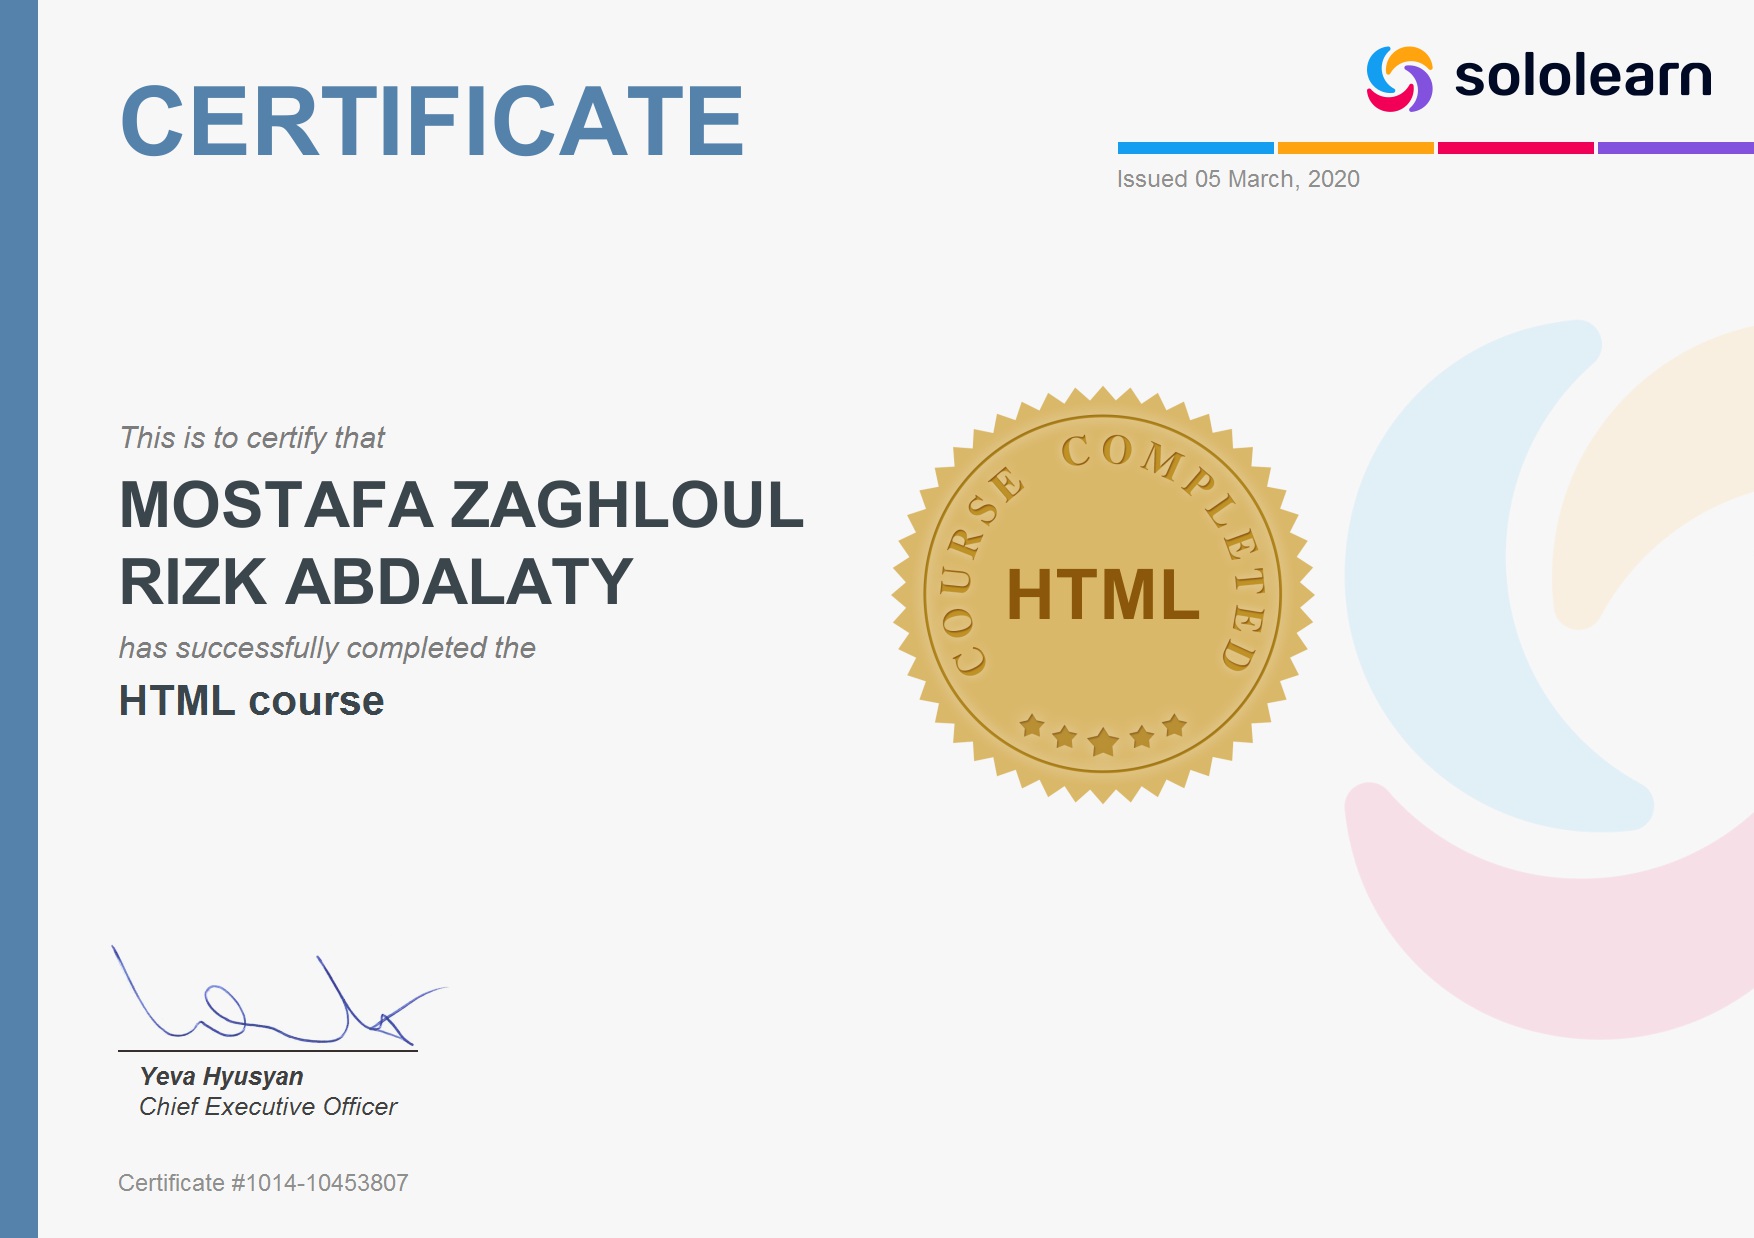 CERTIFICATE
sololearn
Issued 05 March, 2020
This is to certify that
MOSTAFA ZAGHLOUL
RIZK ABDALATY
has successfully completed the
HTML course
COURSE COMPLETED
HTML
Yeva Hyusyan
Chief Executive Officer
Certificate #1014-10453807